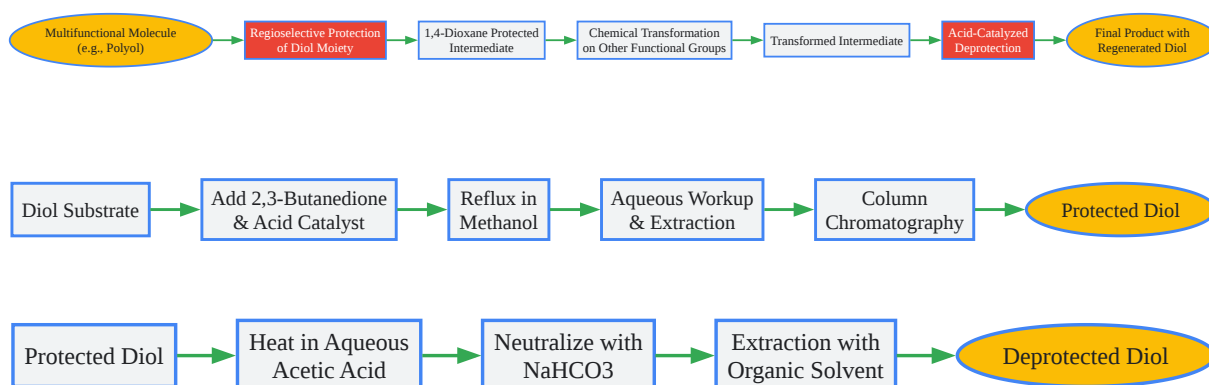 Multifunctional Molecule
(e.g., Polyol)
Regioselective Protection
of Diol Moiety
1,4-Dioxane Protected
Intermediate
Chemical Transformation
on Other Functional Groups
Transformed Intermediate
Acid-Catalyzed
Deprotection
Final Product with
Regenerated Diol
Diol Substrate
Add 2,3-Butanedione
& Acid Catalyst
Reflux in
Methanol
Aqueous Workup
& Extraction
Column
Chromatography
Protected Diol
Protected Diol
Heat in Aqueous
Acetic Acid
Neutralize with
NaHCO3
Extraction with
Organic Solvent
Deprotected Diol